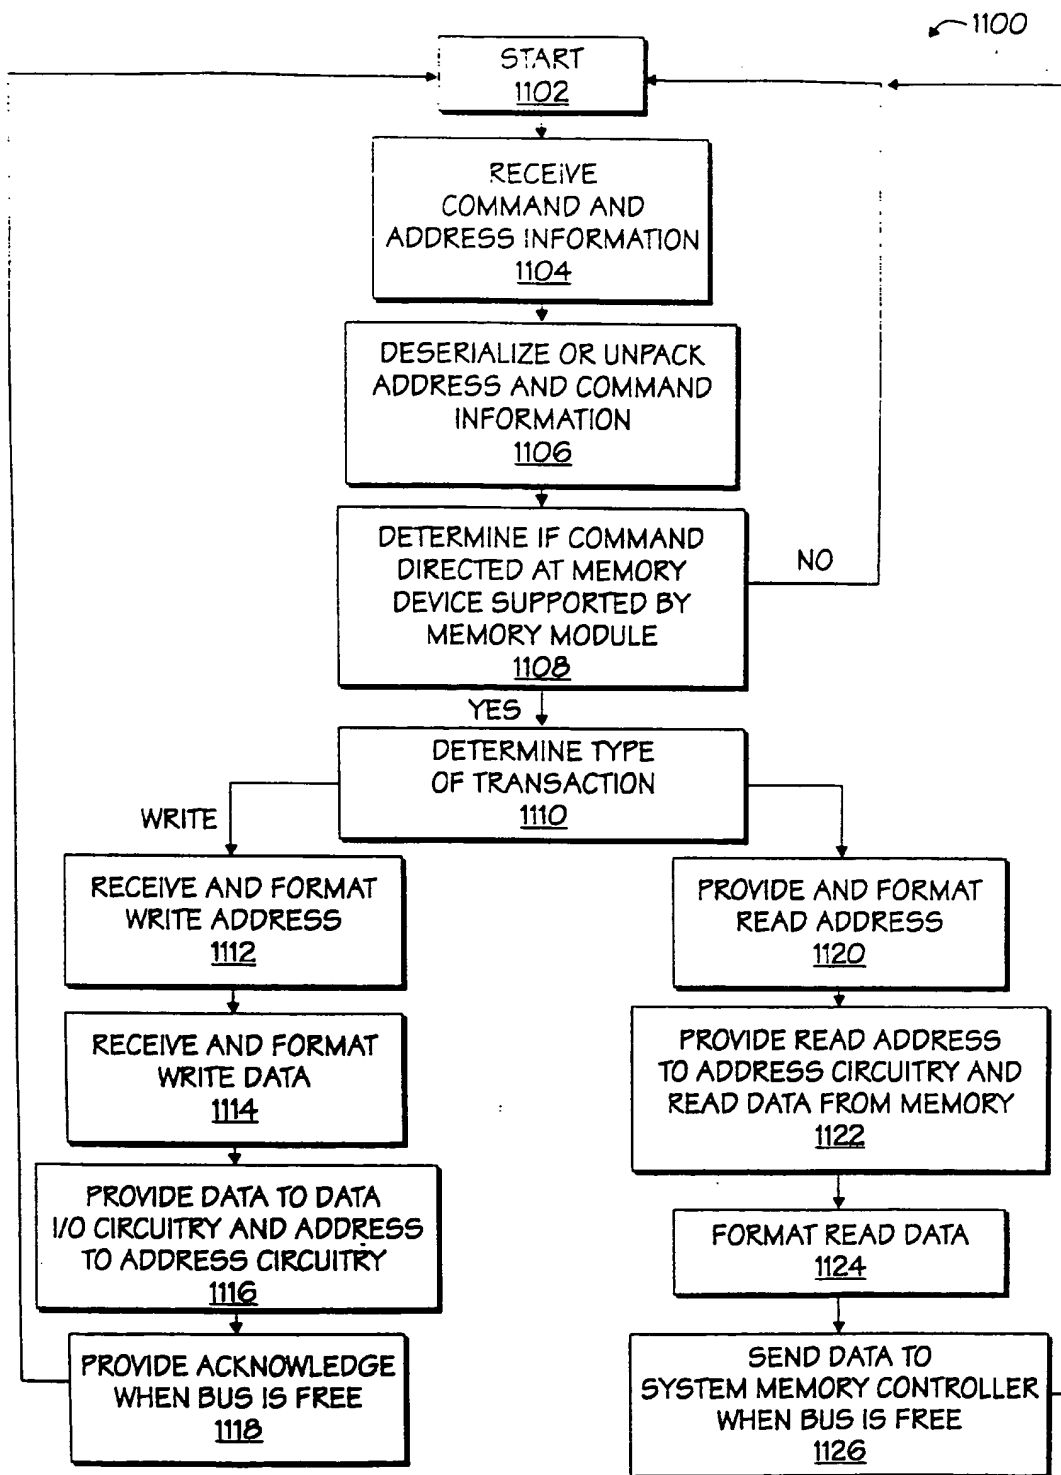 1100
START
1102
RECEIVE
COMMAND AND
ADDRESS INFORMATION
1104
DESERIALIZE OR UNPACK
ADDRESS AND COMMAND
INFORMATION
1106
DETERMINE IF COMMAND
DIRECTED AT MEMORY
DEVICE SUPPORTED BY
MEMORY MODULE
1108
NO
YES
DETERMINE TYPE
OF TRANSACTION
1110
WRITE
RECEIVE AND FORMAT
WRITE ADDRESS
1112
RECEIVE AND FORMAT
WRITE DATA
1114
PROVIDE DATA TO DATA
I/O CIRCUITRY AND ADDRESS
TO ADDRESS CIRCUITRY
1116
PROVIDE ACKNOWLEDGE
WHEN BUS IS FREE
1118
PROVIDE AND FORMAT
READ ADDRESS
1120
PROVIDE READ ADDRESS
TO ADDRESS CIRCUITRY AND
READ DATA FROM MEMORY
1122
FORMAT READ DATA
1124
SEND DATA TO
SYSTEM MEMORY CONTROLLER
WHEN BUS IS FREE
1126